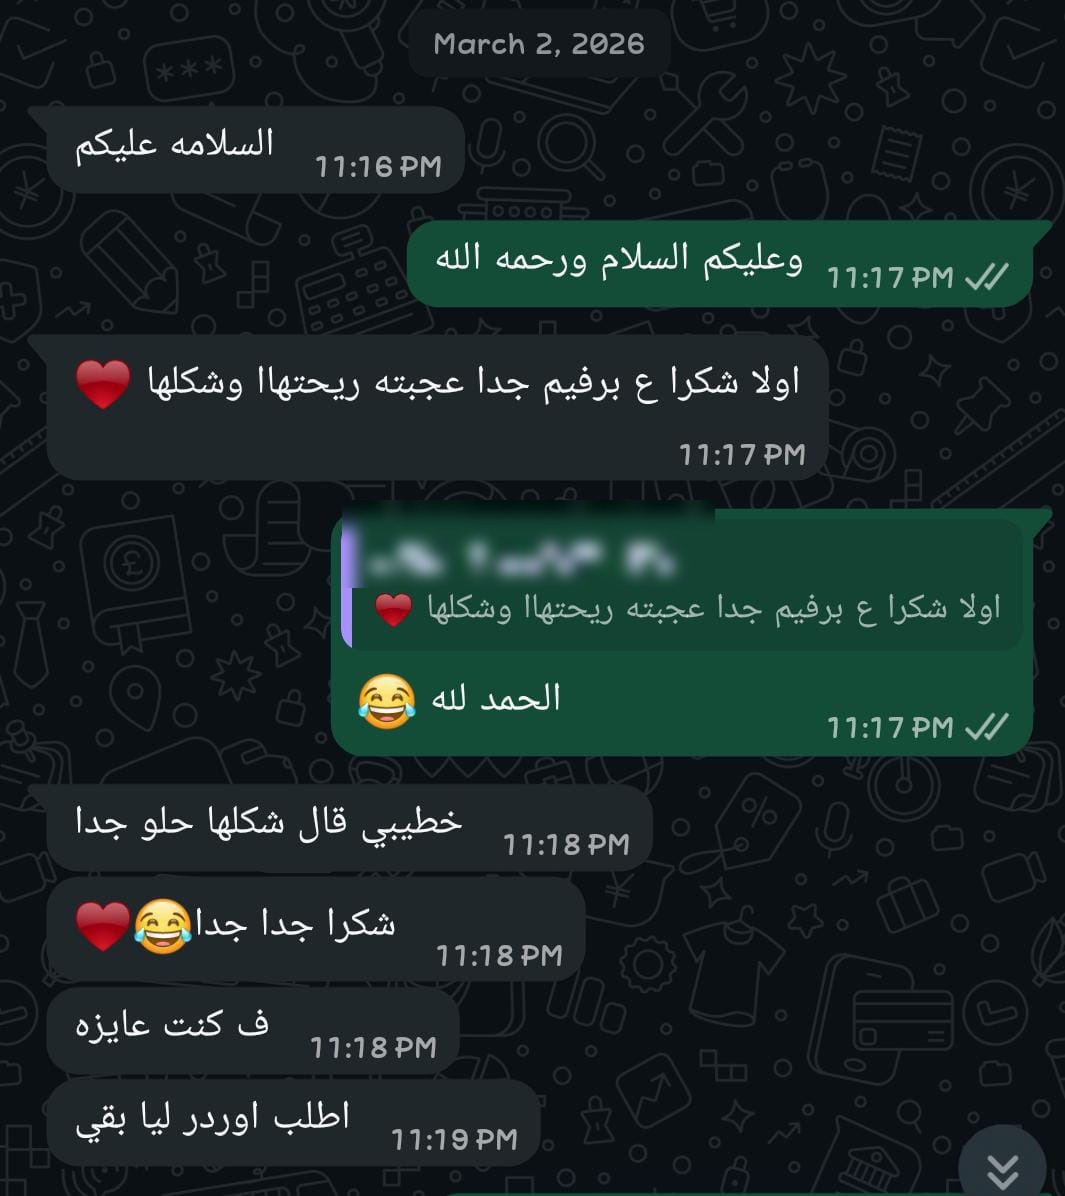 March 2, 2026
السلامه عليكم
11:16 PM
وعليكم السلام ورحمه الله
11:17 PM
اولا شكرا ع برفيم جدا عجبته ريحتهاا وشكلها ❤️
11:17 PM
اولا شكرا ع برفيم جدا عجبته ريحتهاا وشكلها ❤️
الحمد لله 😂
11:17 PM
خطيبي قال شكلها حلو جدا
11:18 PM
شكرا جدا جدا😂❤️
11:18 PM
ف كنت عايزه
11:18 PM
اطلب اوردر ليا بقي
11:19 PM